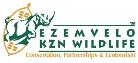 EZEMVELO
KZN WILDLIFE
Conservation, Partnerships & Ecotourism